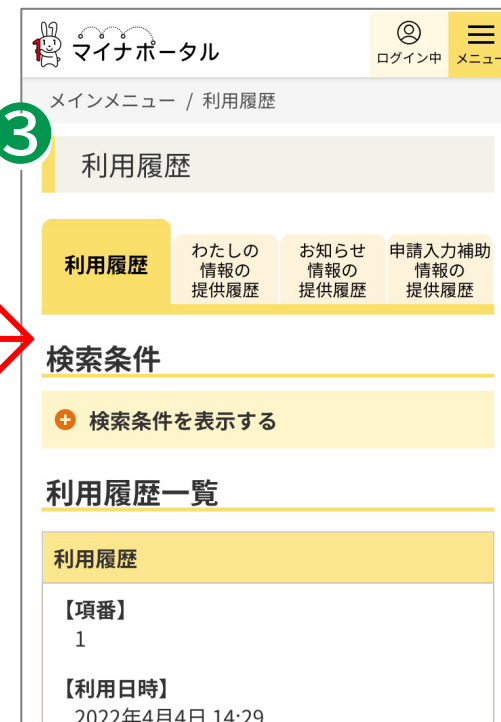 マイナポータル
ログイン中
メニュー
メインメニュー / 利用履歴
3
利用履歴
利用履歴
わたしの
情報の
提供履歴
お知らせ
情報の
提供履歴
申請入力補助
情報の
提供履歴
検索条件
検索条件を表示する
利用履歴一覧
利用履歴
【項番】
1
【利用日時】
2022年4月4日 14:29